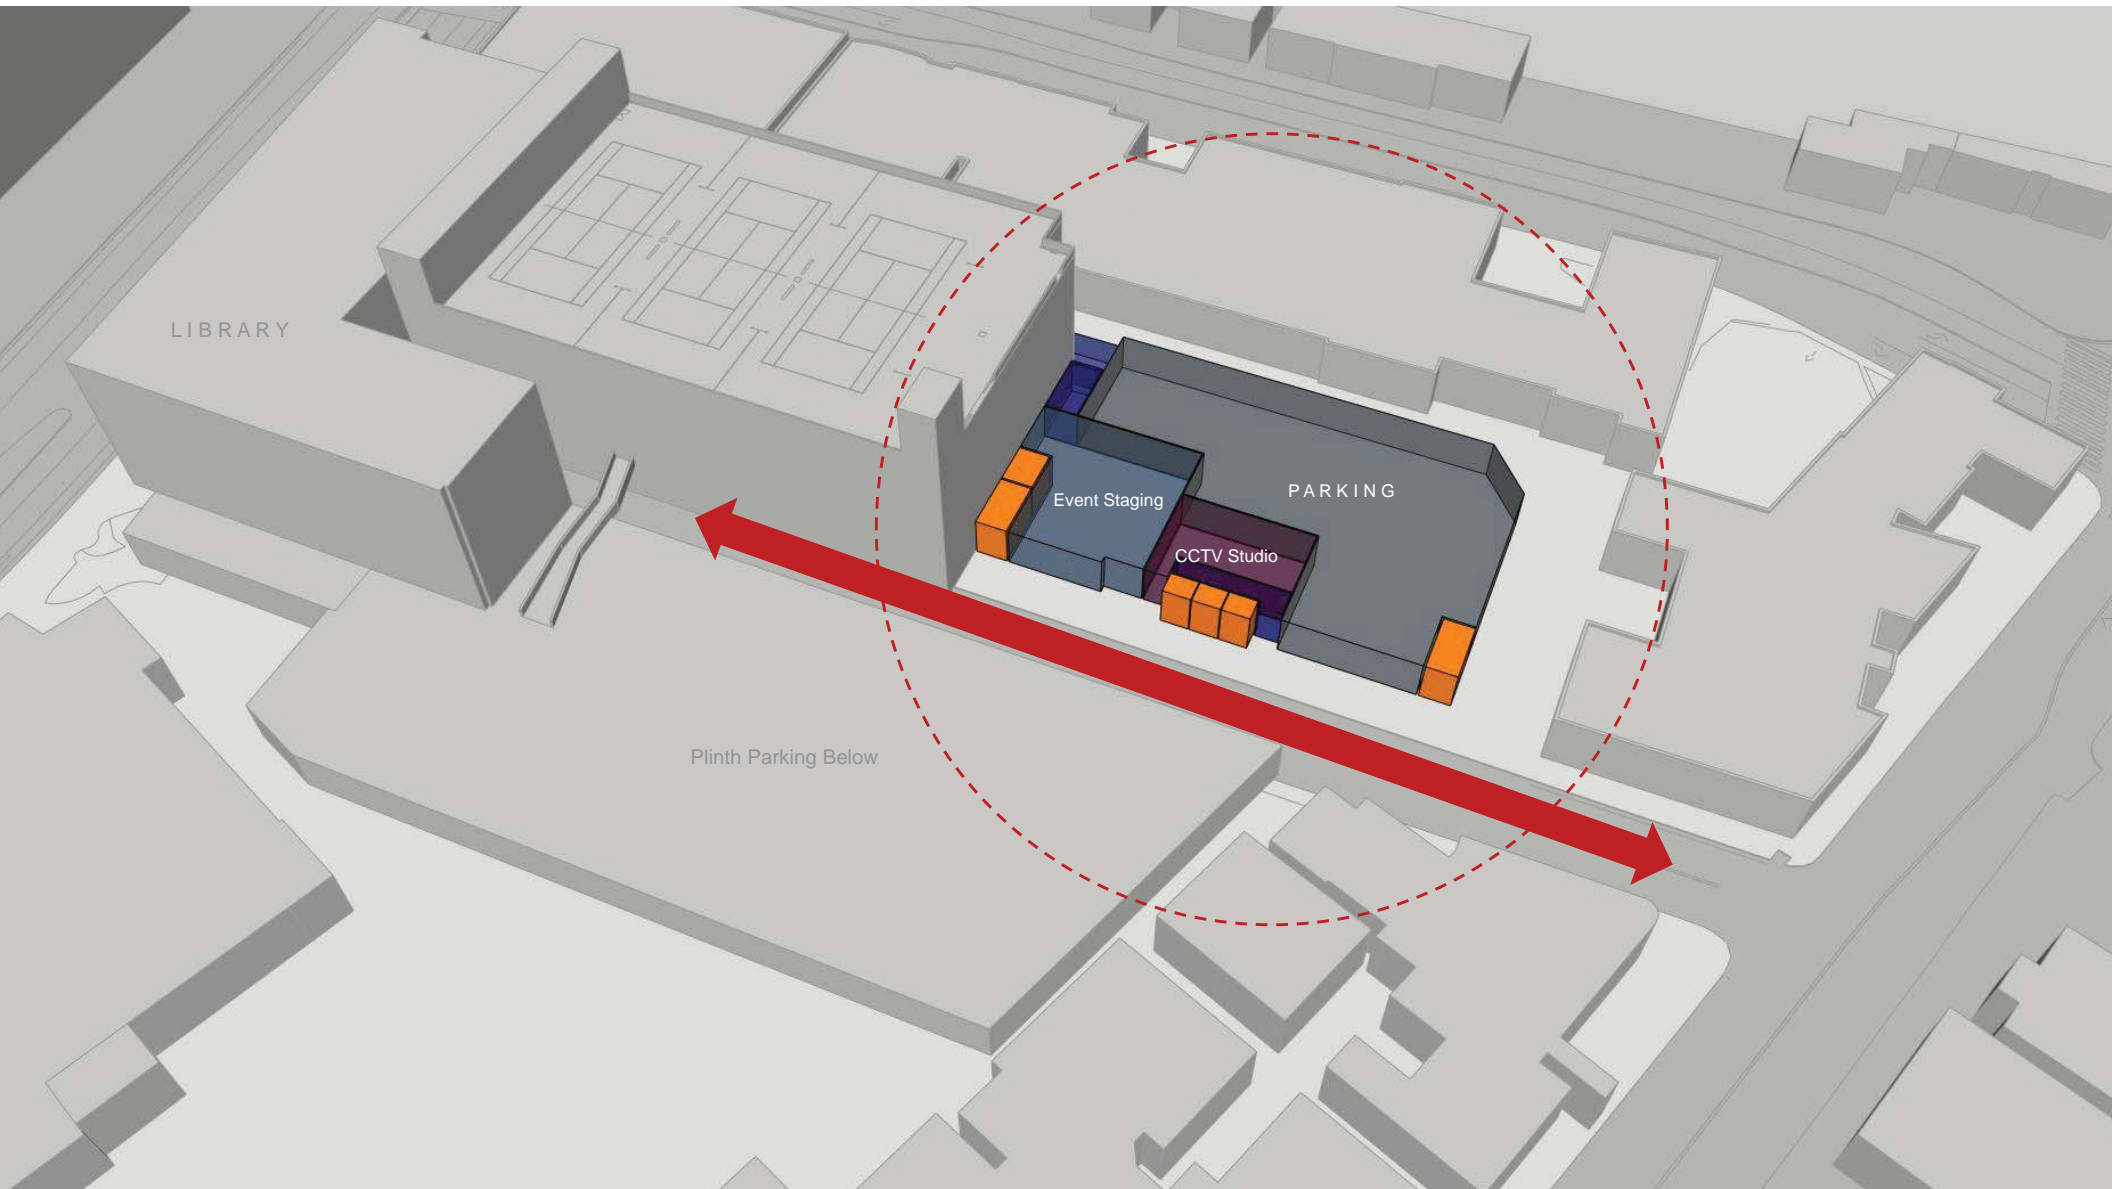 LIBRARY
Event Staging
PARKING
CCTV Studio
Plinth Parking Below